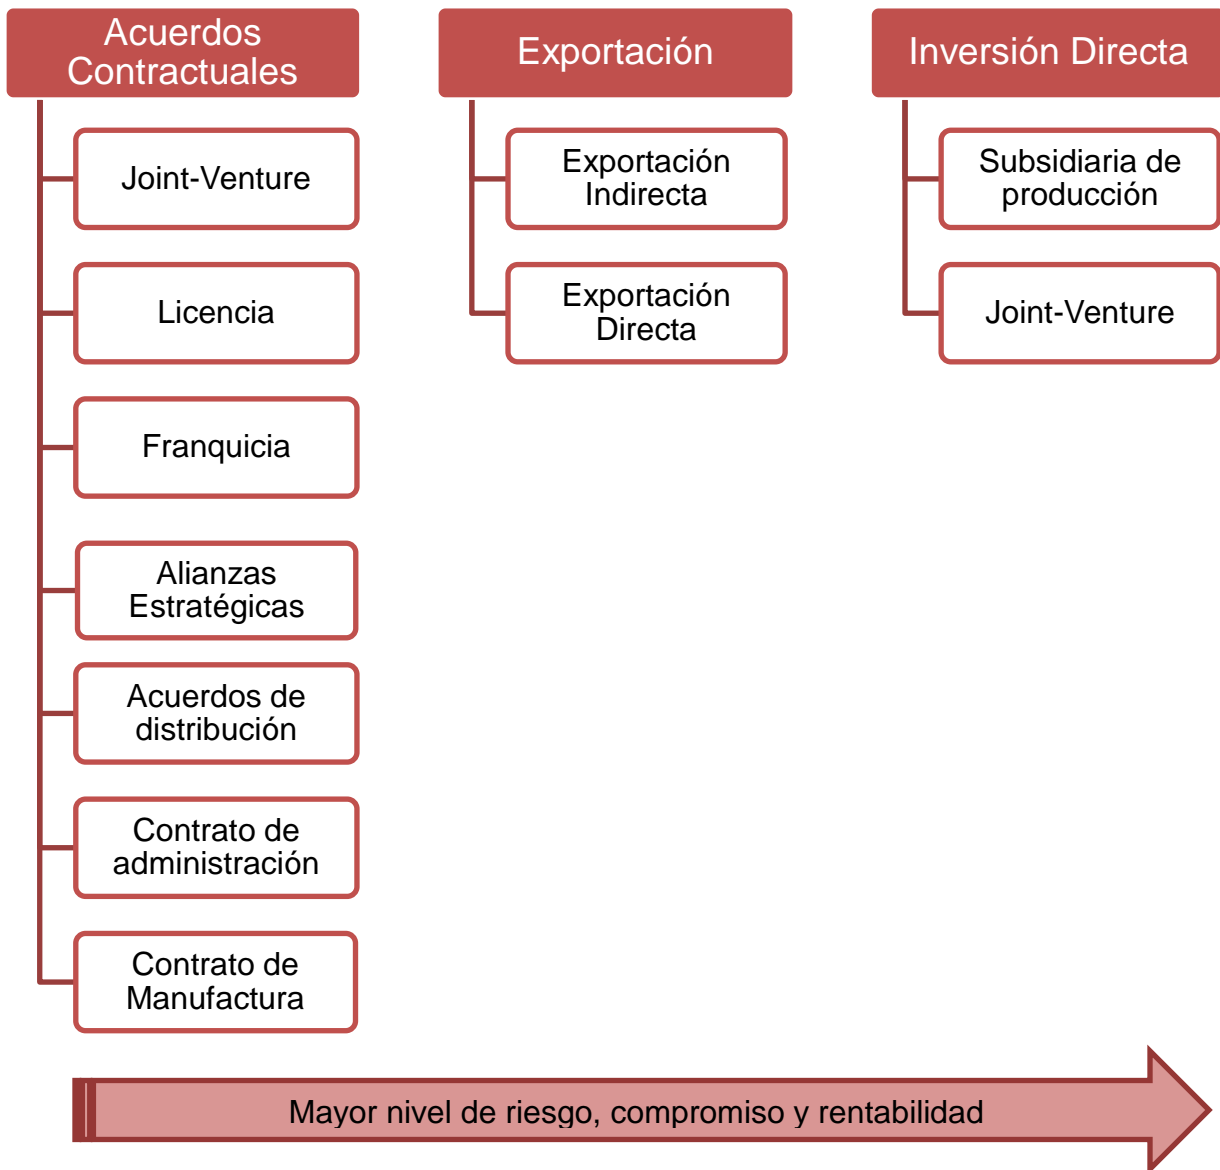 Acuerdos
Contractuales
Joint-Venture
Licencia
Franquicia
Alianzas
Estratégicas
Acuerdos de
distribución
Contrato de
administración
Contrato de
Manufactura
Exportación
Exportación
Indirecta
Exportación
Directa
Inversión Directa
Subsidiaria de
producción
Joint-Venture
Mayor nivel de riesgo, compromiso y rentabilidad